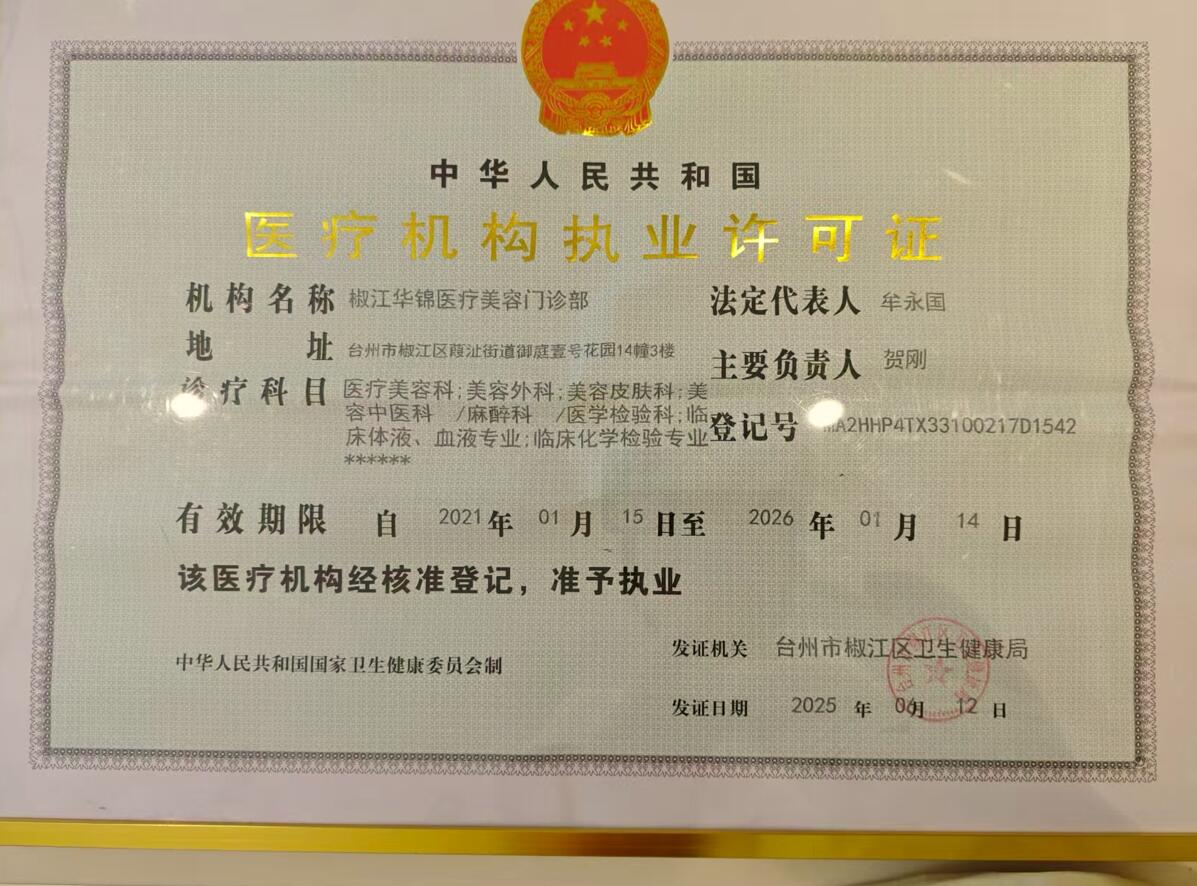 中华人民共和国
医疗机构执业许可证
机构名称 椒江华锦医疗美容门诊部 法定代表人 牟永国
地址 台州市椒江区葭沚街道御庭壹号花园14幢3楼 主要负责人 贺刚
诊疗科目 医疗美容科;美容外科;美容皮肤科;美
容中医科 /麻醉科 /医学检验科;临
床体液、血液专业;临床化学检验专业
******
登记号 MA2HHP4TX33100217D1542
有效期限 自 2021 年 01 月 15 日至 2026 年 01 月 14 日
该医疗机构经核准登记，准予执业
发证机关 台州市椒江区卫生健康局
中华人民共和国国家卫生健康委员会制
发证日期 2025 年 06 月 12 日